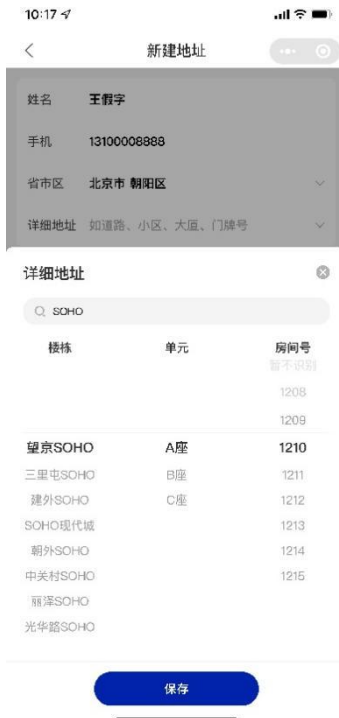 10:17
新建地址
姓名 王假字
手机 13100008888
省市区 北京市 朝阳区
详细地址 如道路、小区、大厦、门牌号
详细地址
SOHO
楼栋 单元 房间号
暂不识别
1208
1209
望京SOHO A座 1210
三里屯SOHO B座 1211
建外SOHO C座 1212
SOHO现代城 1213
朝外SOHO 1214
中关村SOHO 1215
丽泽SOHO
光华路SOHO
保存